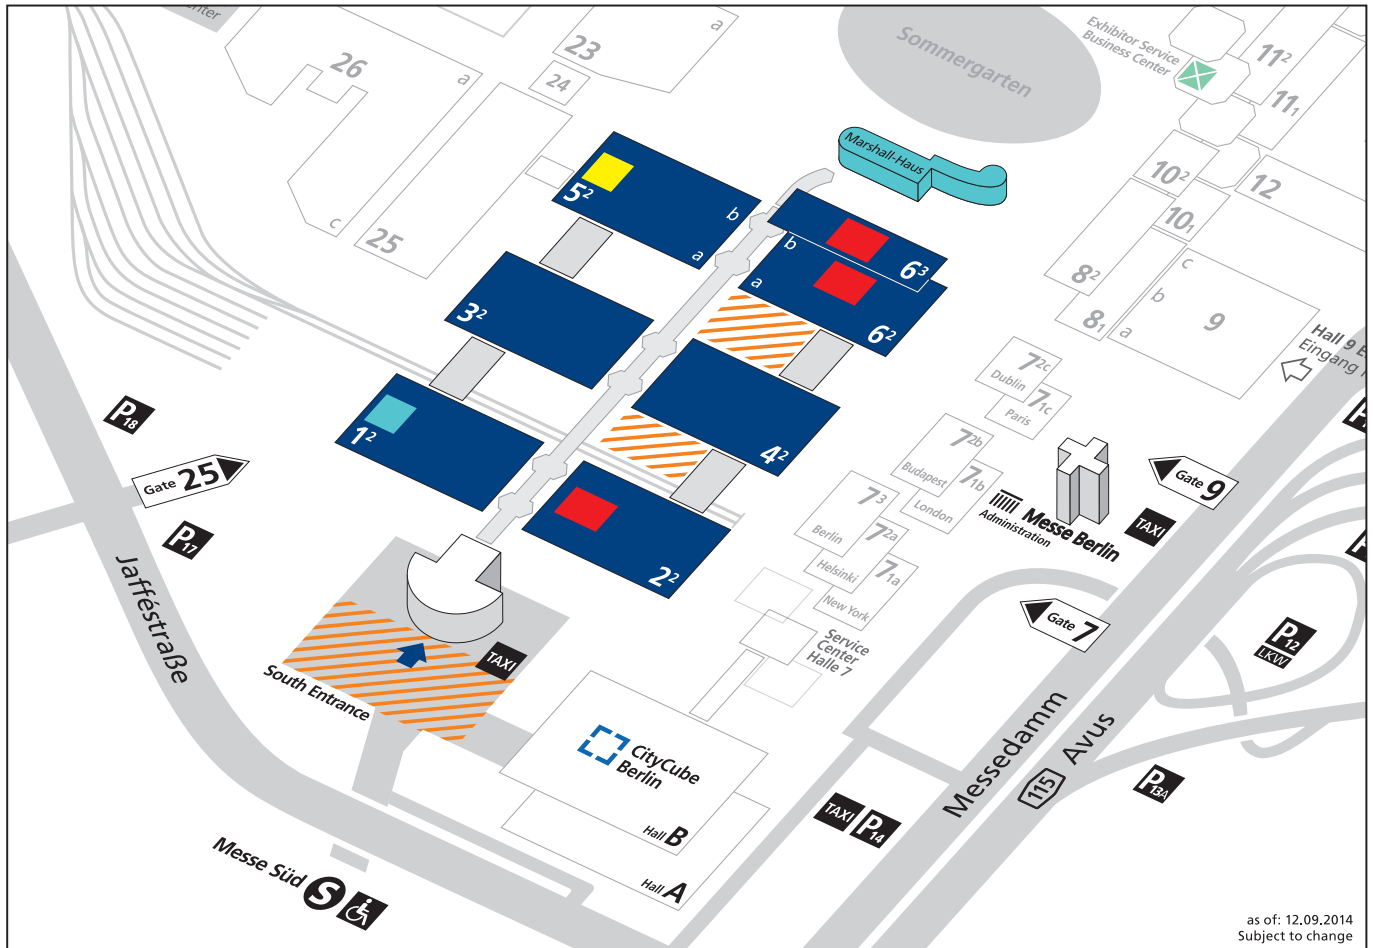 enter
26
a
c
25
23
a
24
Sommergarten
Exhibitor Service
Business Center
11²
11₁
Marshall-Haus
10²
10₁
12
8²
8₁
c
b
a
9
Hall 9 E
Eingang
5²
b
a
3²
1²
b
6³
a
6²
4²
2²
7²ᶜ
Dublin
7₁c
Paris
7²ᵇ
Budapest
7₁b
London
7³
Berlin
7²ᵃ
Helsinki
7₁a
New York
Service
Center
Halle 7
Messe Berlin
Administration
TAXI
Gate 9
Gate 7
P12
LKW
P18
Gate 25
P17
Jafféstraße
TAXI
South Entrance
CityCube
Berlin
Hall B
Hall A
Messedamm
115 Avus
P13A
TAXI P14
Messe Süd S
as of: 12.09.2014
Subject to change